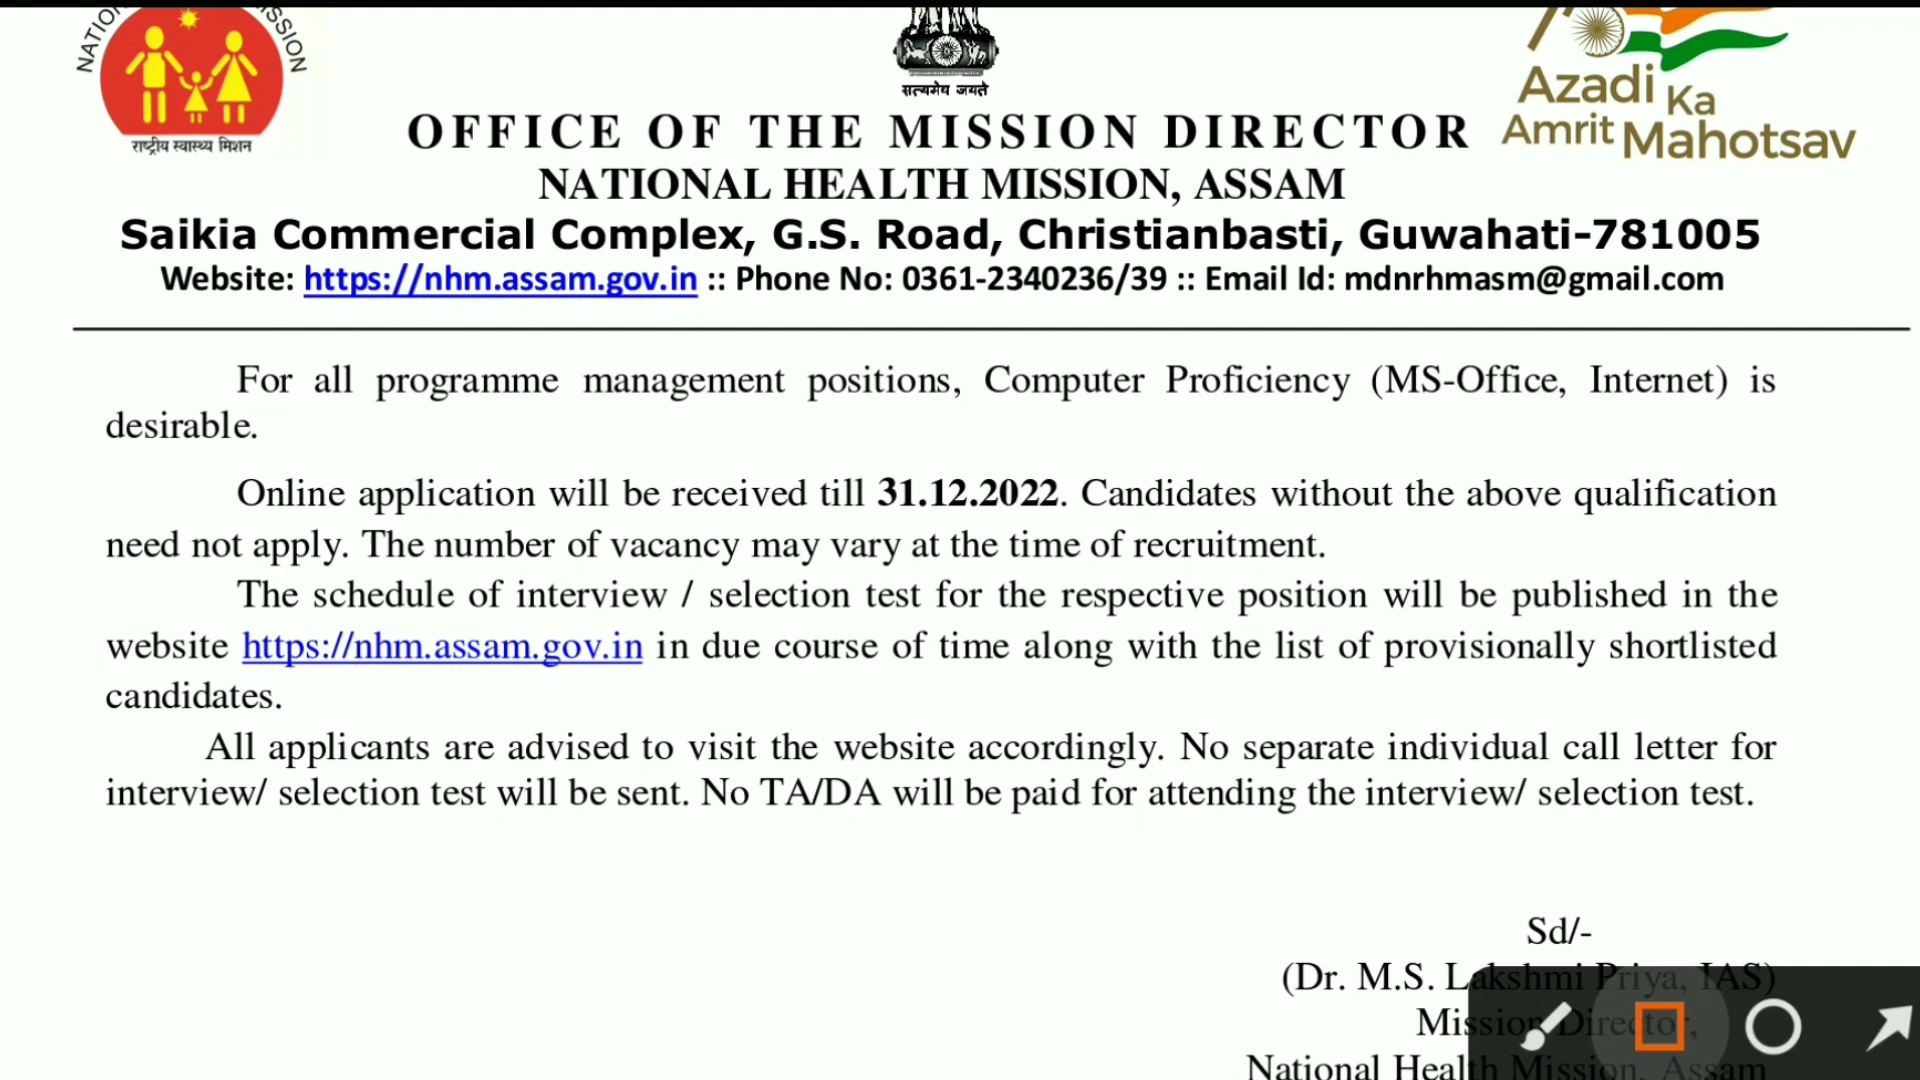 NATION
MISSION
राष्ट्रीय स्वास्थ्य मिशन
सत्यमेव जयते
Azadi Ka
Amrit Mahotsav
OFFICE OF THE MISSION DIRECTOR
NATIONAL HEALTH MISSION, ASSAM
Saikia Commercial Complex, G.S. Road, Christianbasti, Guwahati-781005
Website: https://nhm.assam.gov.in :: Phone No: 0361-2340236/39 :: Email Id: mdnrhmasm@gmail.com
For all programme management positions, Computer Proficiency (MS-Office, Internet) is
desirable.
Online application will be received till 31.12.2022. Candidates without the above qualification
need not apply. The number of vacancy may vary at the time of recruitment.
The schedule of interview / selection test for the respective position will be published in the
website https://nhm.assam.gov.in in due course of time along with the list of provisionally shortlisted
candidates.
All applicants are advised to visit the website accordingly. No separate individual call letter for
interview/ selection test will be sent. No TA/DA will be paid for attending the interview/ selection test.
Sd/-
(Dr. M.S. Lakshmi Priya, IAS)
Mission Director,
National Health Mission, Assam